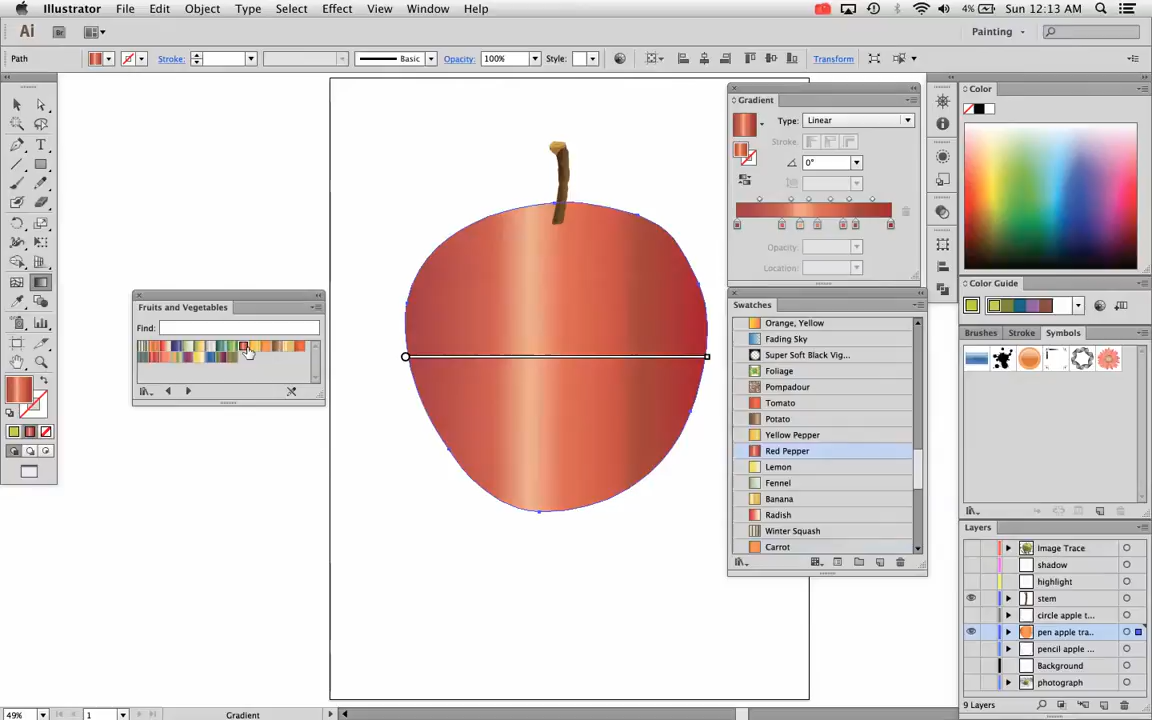 Illustrator File Edit Object Type Select Effect View Window Help 4% Sun 12:13 AM
Ai Br Painting
Path Stroke: Basic Opacity: 100% Style: Transform
Gradient
Type: Linear
Stroke:
0°
Opacity:
Location:
Fruits and Vegetables
Find:
Swatches
Orange, Yellow
Fading Sky
Super Soft Black Vig...
Foliage
Pompadour
Tomato
Potato
Yellow Pepper
Red Pepper
Lemon
Fennel
Banana
Radish
Winter Squash
Carrot
Color
Color Guide
Brushes Stroke Symbols
Layers
Image Trace
shadow
highlight
stem
circle apple t...
pen apple tra..
pencil apple ...
Background
photograph
9 Layers
49% 1 Gradient